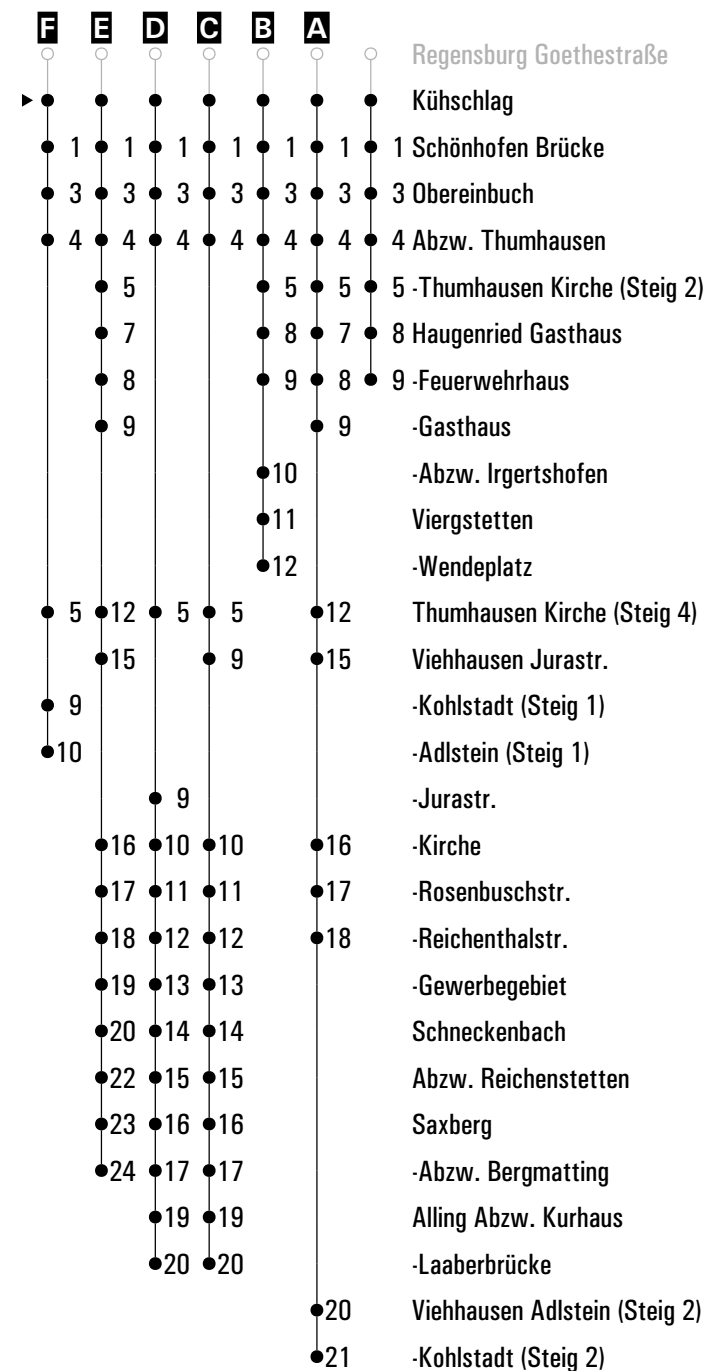 F E D C B A
Regensburg Goethestraße
Kühschlag
1 1 1 1 1 1 1 Schönhofen Brücke
3 3 3 3 3 3 3 Obereinbuch
4 4 4 4 4 4 4 Abzw. Thumhausen
5 5 5 5 -Thumhausen Kirche (Steig 2)
7 8 7 8 Haugenried Gasthaus
8 9 8 9 -Feuerwehrhaus
9 9 -Gasthaus
10 -Abzw. Irgertshofen
11 Viergstetten
12 -Wendeplatz
5 12 5 5 12 Thumhausen Kirche (Steig 4)
15 9 15 Viehhausen Jurastr.
9 -Kohlstadt (Steig 1)
10 -Adlstein (Steig 1)
9 -Jurastr.
16 10 10 16 -Kirche
17 11 11 17 -Rosenbuschstr.
18 12 12 18 -Reichenthalstr.
19 13 13 -Gewerbegebiet
20 14 14 Schneckenbach
22 15 15 Abzw. Reichenstetten
23 16 16 Saxberg
24 17 17 -Abzw. Bergmatting
19 19 Alling Abzw. Kurhaus
20 20 -Laaberbrücke
20 Viehhausen Adlstein (Steig 2)
21 -Kohlstadt (Steig 2)